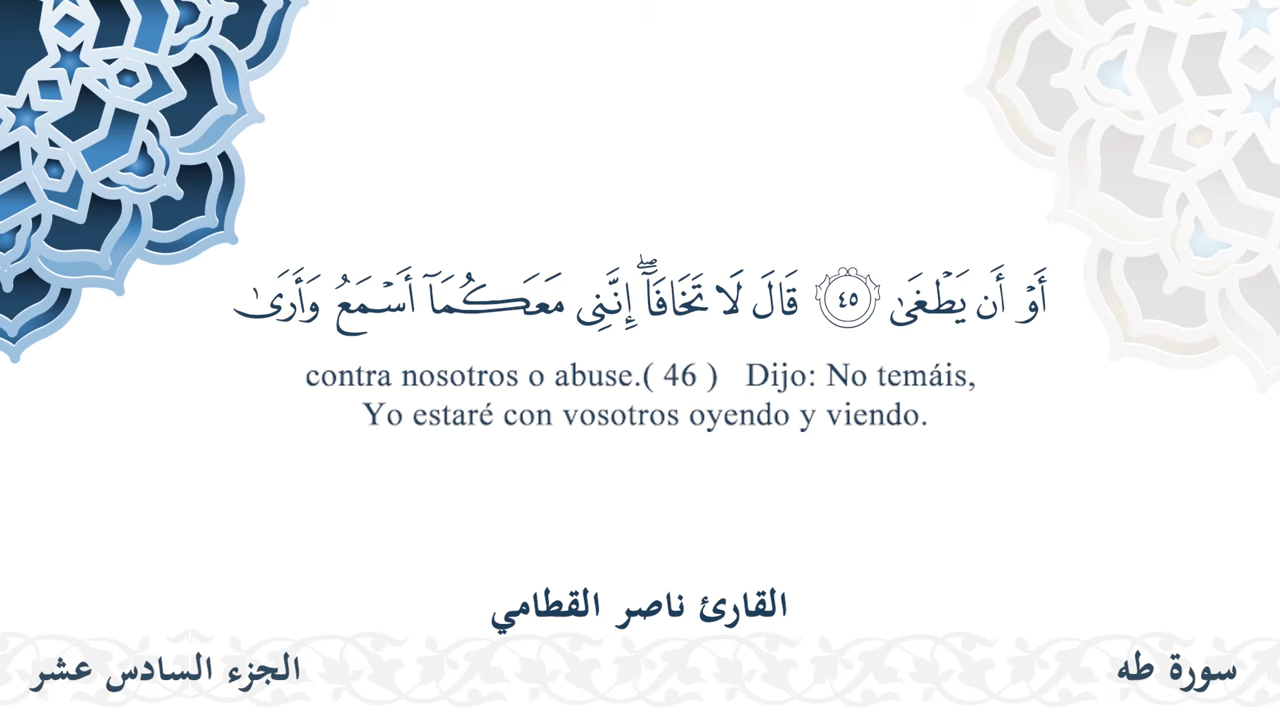 أَوْ أَن يَطْغَىٰ ٤٥ قَالَ لَا تَخَافَآ ۖ إِنَّنِى مَعَكُمَآ أَسْمَعُ وَأَرَىٰ
contra nosotros o abuse.( 46 ) Dijo: No temáis,
Yo estaré con vosotros oyendo y viendo.
القارئ ناصر القطامي
سورة طه
الجزء السادس عشر